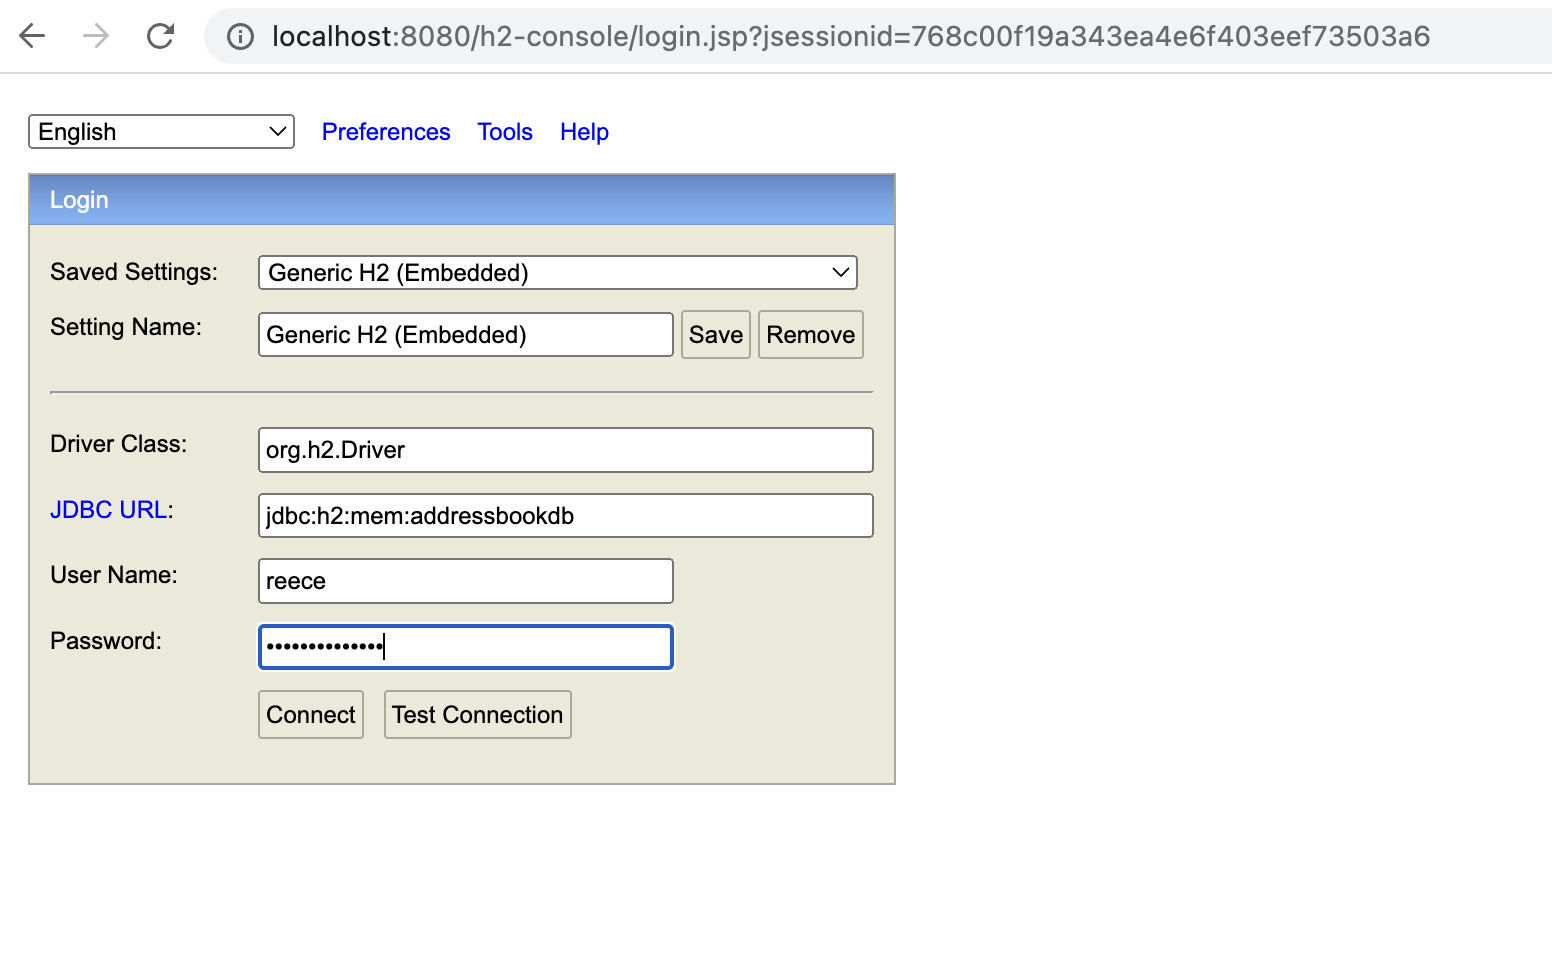 localhost:8080/h2-console/login.jsp?jsessionid=768c00f19a343ea4e6f403eef73503a6
English Preferences Tools Help
Login
Saved Settings: Generic H2 (Embedded)
Setting Name: Generic H2 (Embedded) Save Remove
Driver Class: org.h2.Driver
JDBC URL: jdbc:h2:mem:addressbookdb
User Name: reece
Password: ••••••••••••••
Connect Test Connection